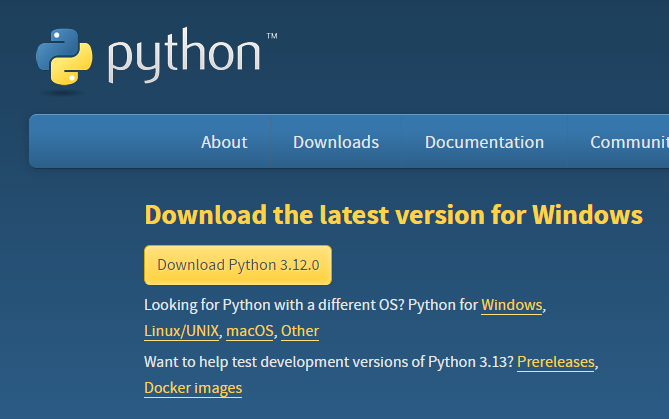 python™
About Downloads Documentation
Download the latest version for Windows
Download Python 3.12.0
Looking for Python with a different OS? Python for Windows,
Linux/UNIX, macOS, Other
Want to help test development versions of Python 3.13? Prereleases,
Docker images